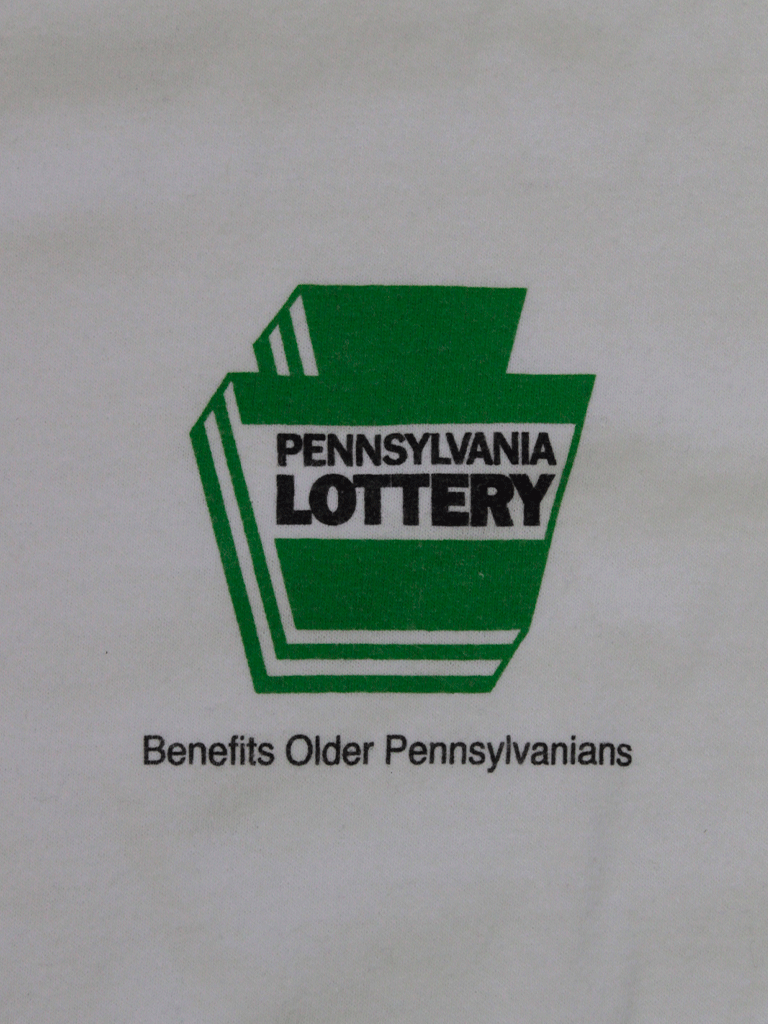 PENNSYLVANIA
LOTTERY
Benefits Older Pennsylvanians